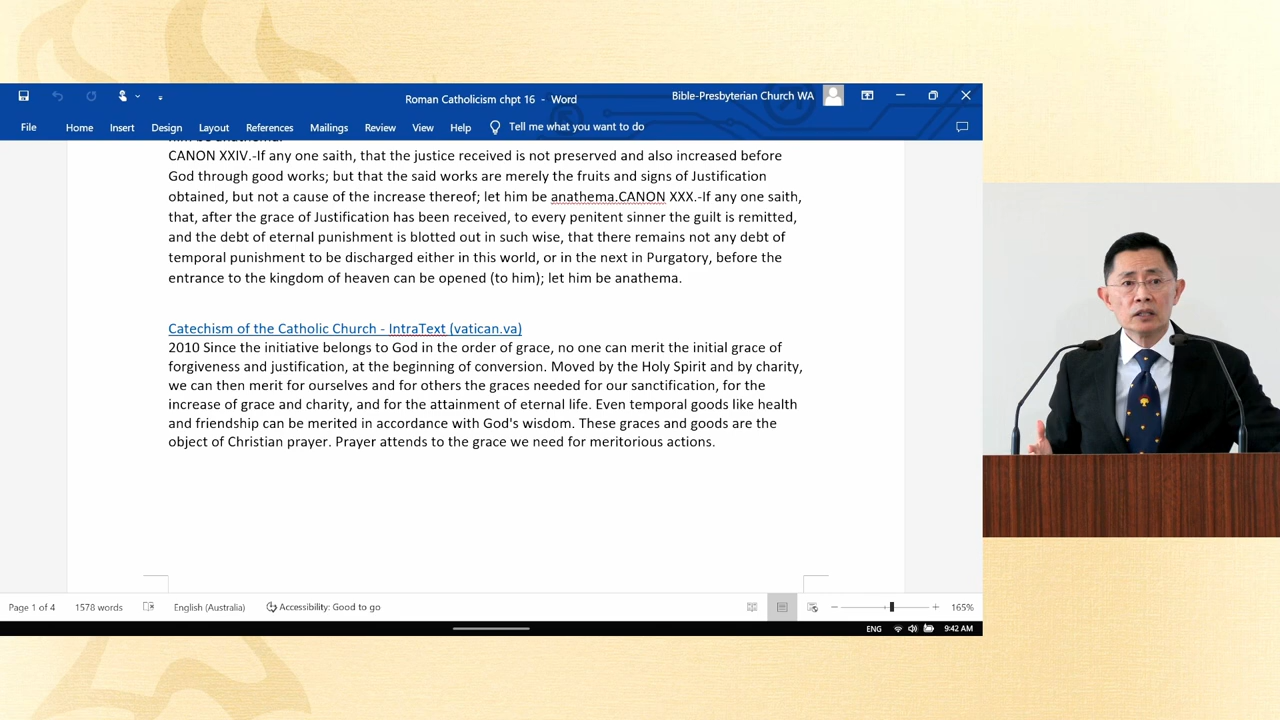 Roman Catholicism chpt 16 - Word
Bible-Presbyterian Church WA
File Home Insert Design Layout References Mailings Review View Help Tell me what you want to do
him be anathema.
CANON XXIV.-If any one saith, that the justice received is not preserved and also increased before
God through good works; but that the said works are merely the fruits and signs of Justification
obtained, but not a cause of the increase thereof; let him be anathema.CANON XXX.-If any one saith,
that, after the grace of Justification has been received, to every penitent sinner the guilt is remitted,
and the debt of eternal punishment is blotted out in such wise, that there remains not any debt of
temporal punishment to be discharged either in this world, or in the next in Purgatory, before the
entrance to the kingdom of heaven can be opened (to him); let him be anathema.
Catechism of the Catholic Church - IntraText (vatican.va)
2010 Since the initiative belongs to God in the order of grace, no one can merit the initial grace of
forgiveness and justification, at the beginning of conversion. Moved by the Holy Spirit and by charity,
we can then merit for ourselves and for others the graces needed for our sanctification, for the
increase of grace and charity, and for the attainment of eternal life. Even temporal goods like health
and friendship can be merited in accordance with God's wisdom. These graces and goods are the
object of Christian prayer. Prayer attends to the grace we need for meritorious actions.
Page 1 of 4 1578 words English (Australia) Accessibility: Good to go 165%
ENG 9:42 AM